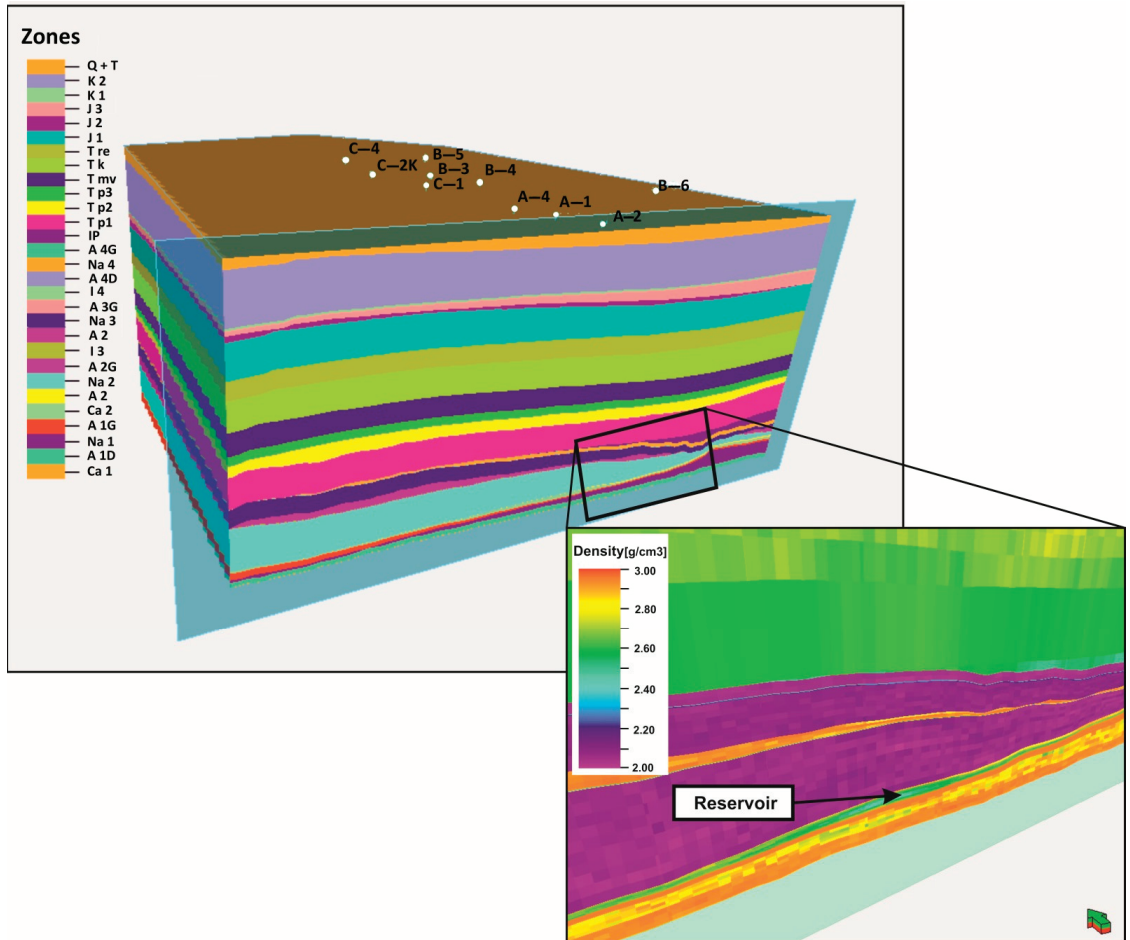 Zones
Q + T
K 2
K 1
J 3
J 2
J 1
T re
T k
T mv
T p3
T p2
T p1
IP
A 4G
Na 4
A 4D
I 4
A 3G
Na 3
A 2
I 3
A 2G
Na 2
A 2
Ca 2
A 1G
Na 1
A 1D
Ca 1
C—4
B—5
C—2K
B—3
B—4
C—1
B—6
A—4
A—1
A—2
Density[g/cm3]
3.00
2.80
2.60
2.40
2.20
2.00
Reservoir